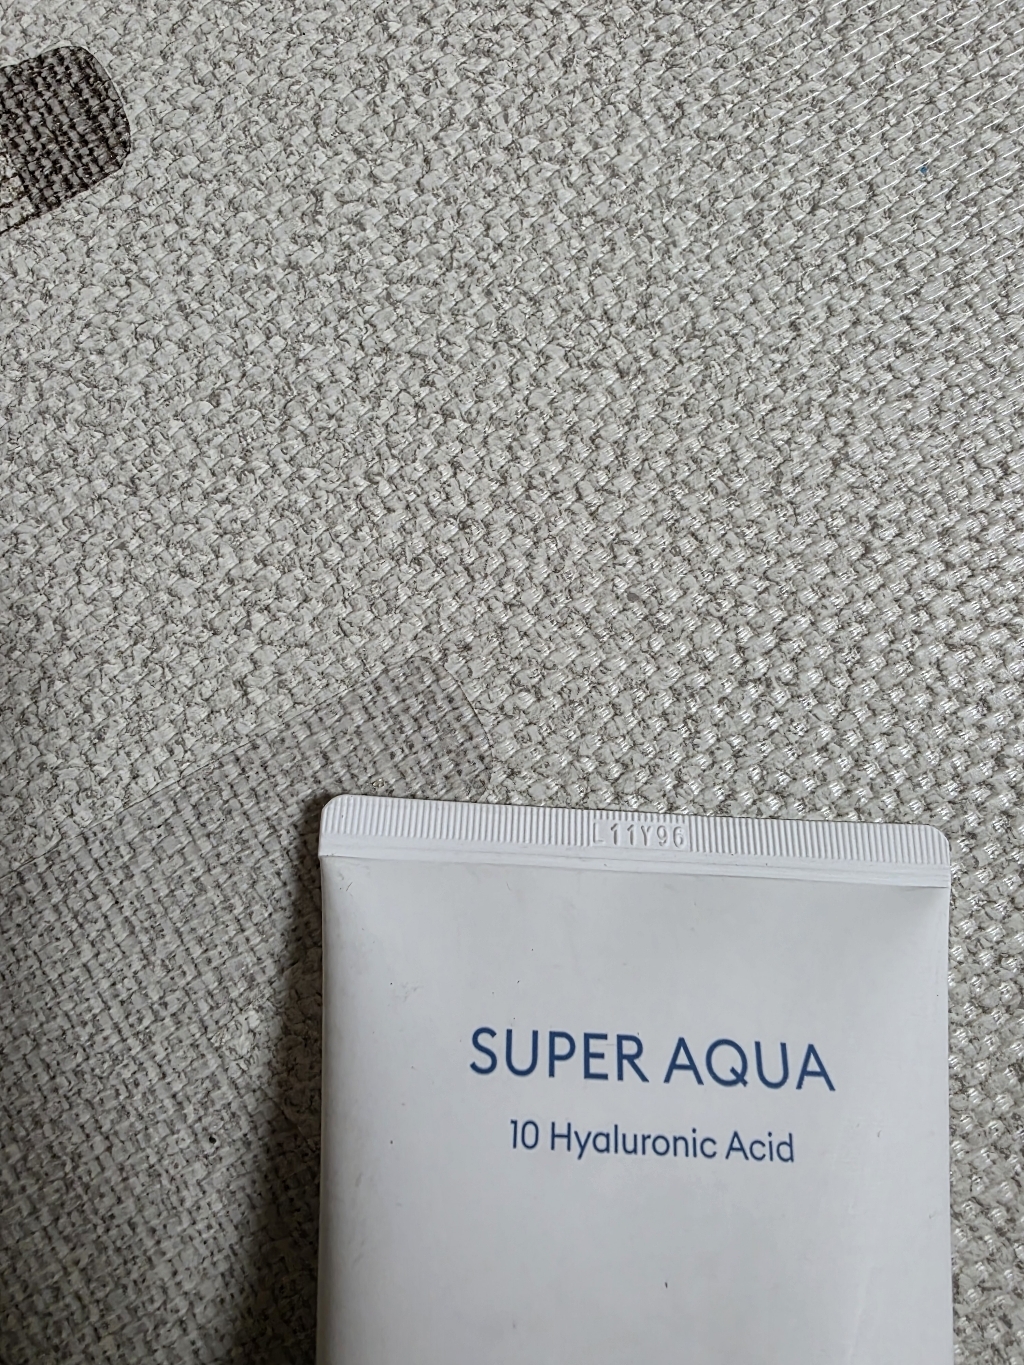 L11Y96
SUPER AQUA
10 Hyaluronic Acid